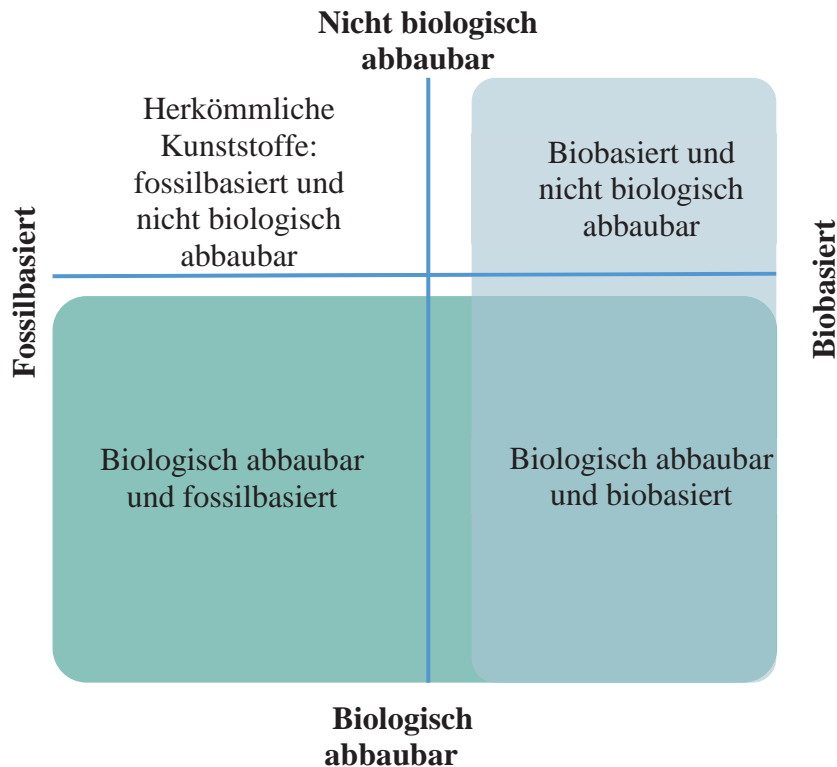 Nicht biologisch
abbaubar
Herkömmliche
Kunststoffe:
fossilbasiert und
nicht biologisch
abbaubar
Biobasiert und
nicht biologisch
abbaubar
Fossilbasiert
Biobasiert
Biologisch abbaubar
und fossilbasiert
Biologisch abbaubar
und biobasiert
Biologisch
abbaubar